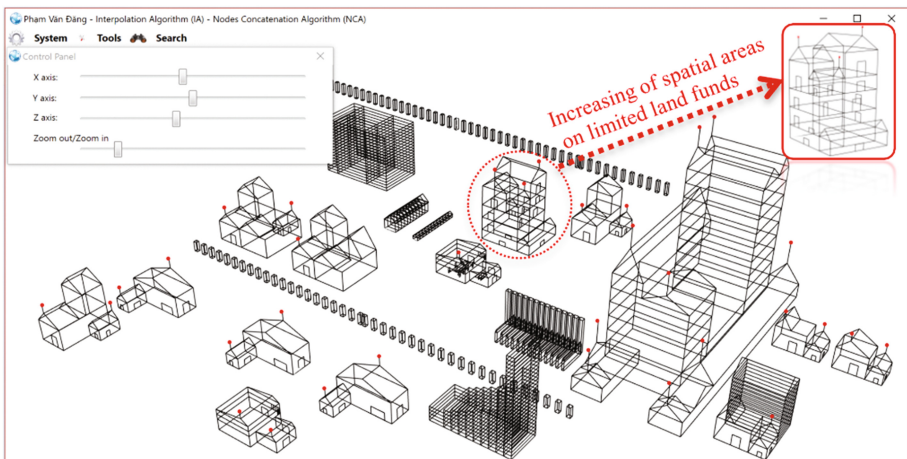 Phạm Văn Đăng - Interpolation Algorithm (IA) - Nodes Concatenation Algorithm (NCA)
System Tools Search
Control Panel
X axis:
Y axis:
Z axis:
Zoom out/Zoom in
Increasing of spatial areas
on limited land funds